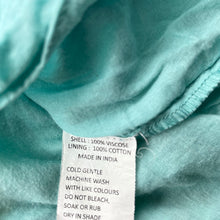 SHELL: 100% VISCOSE
LINING: 100% COTTON
MADE IN INDIA
COLD GENTLE
MACHINE WASH
WITH LIKE COLOURS
DO NOT BLEACH,
SOAK OR RUB
DRY IN SHADE